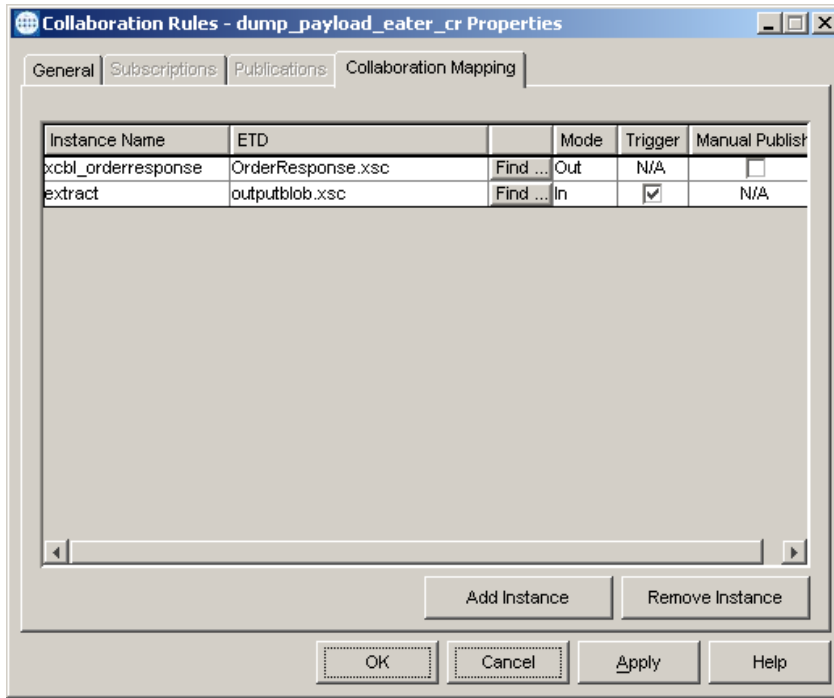 Collaboration Rules - dump_payload_eater_cr Properties
General Subscriptions Publications Collaboration Mapping
Instance Name ETD Mode Trigger Manual Publish
xcbl_orderresponse OrderResponse.xsc Find ... Out N/A
extract outputblob.xsc Find ... In N/A
Add Instance Remove Instance
OK Cancel Apply Help